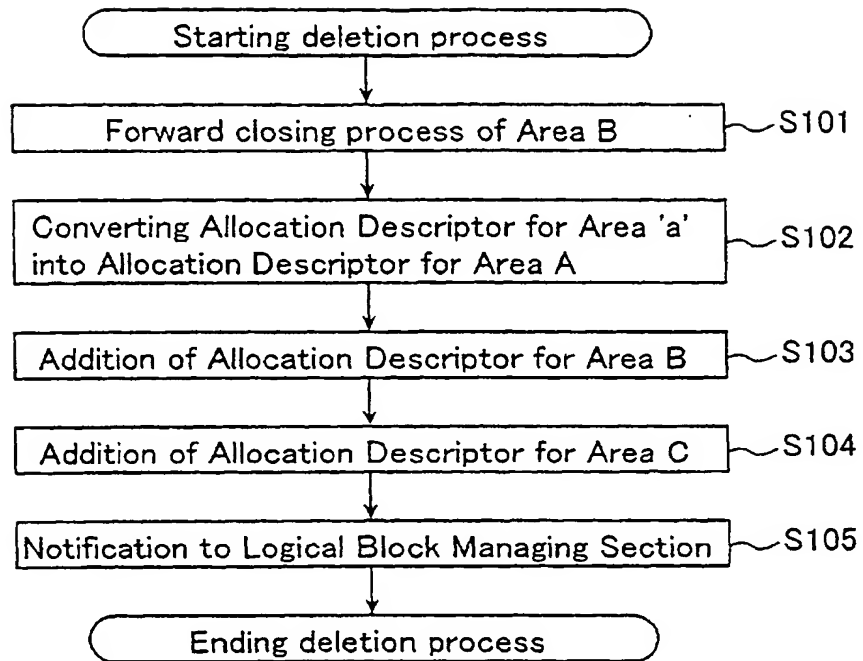 Starting deletion process
Forward closing process of Area B
S101
Converting Allocation Descriptor for Area 'a'
into Allocation Descriptor for Area A
S102
Addition of Allocation Descriptor for Area B
S103
Addition of Allocation Descriptor for Area C
S104
Notification to Logical Block Managing Section
S105
Ending deletion process